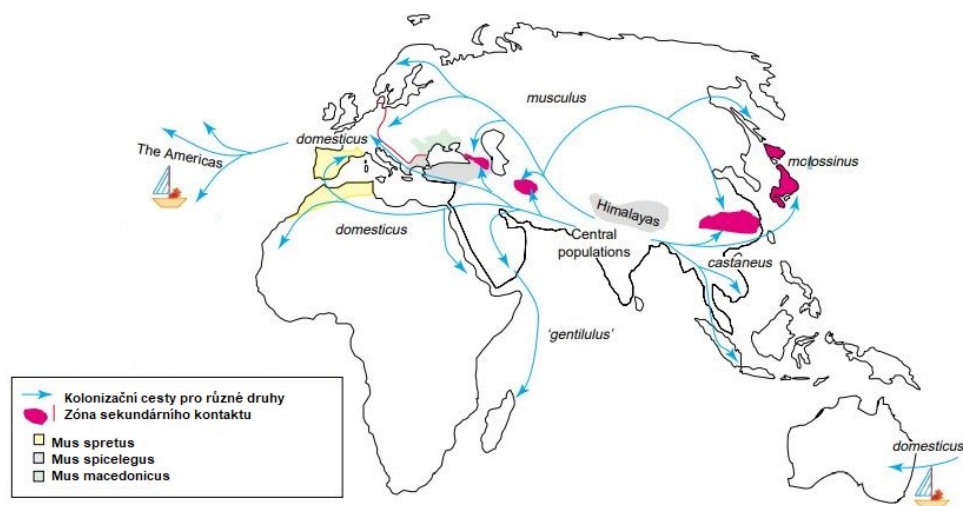 musculus
domesticus
The Americas
molossinus
Himalayas
domesticus
Central
populations
castaneus
'gentilulus'
Kolonizační cesty pro různé druhy
Zóna sekundárního kontaktu
Mus spretus
Mus spicelegus
Mus macedonicus
domesticus